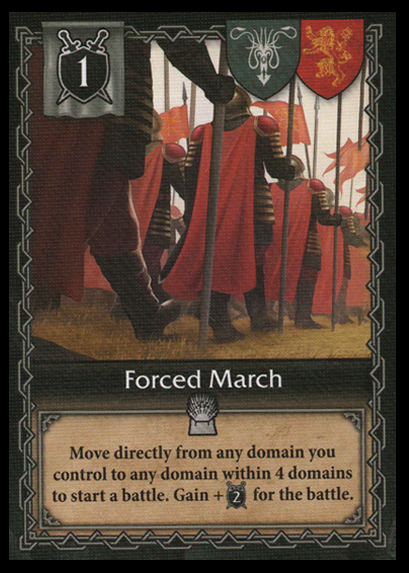 1
Forced March
Move directly from any domain you
control to any domain within 4 domains
to start a battle. Gain + 2 for the battle.